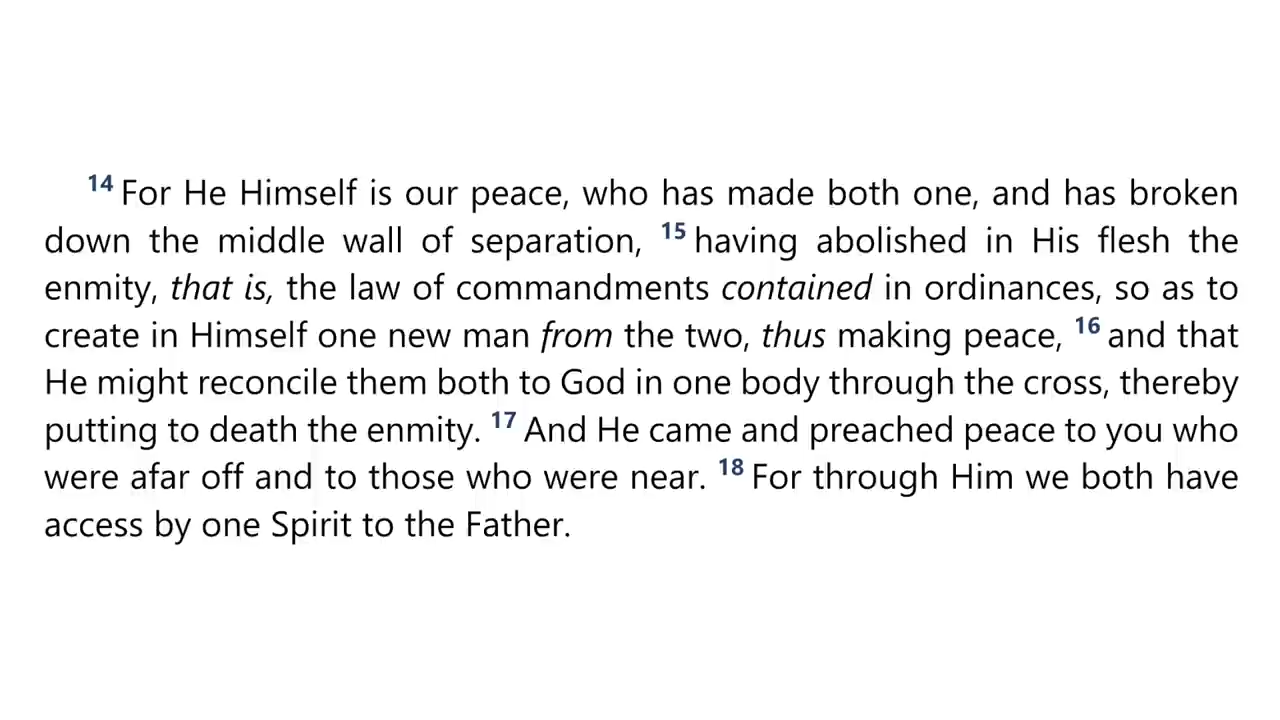 14 For He Himself is our peace, who has made both one, and has broken
down the middle wall of separation, 15 having abolished in His flesh the
enmity, that is, the law of commandments contained in ordinances, so as to
create in Himself one new man from the two, thus making peace, 16 and that
He might reconcile them both to God in one body through the cross, thereby
putting to death the enmity. 17 And He came and preached peace to you who
were afar off and to those who were near. 18 For through Him we both have
access by one Spirit to the Father.